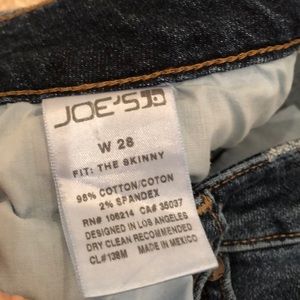 JOE'S
W 28
FIT: THE SKINNY
98% COTTON/COTON
2% SPANDEX
RN# 106214 CA# 35037
DESIGNED IN LOS ANGELES
DRY CLEAN RECOMMENDED
CL#138M MADE IN MEXICO